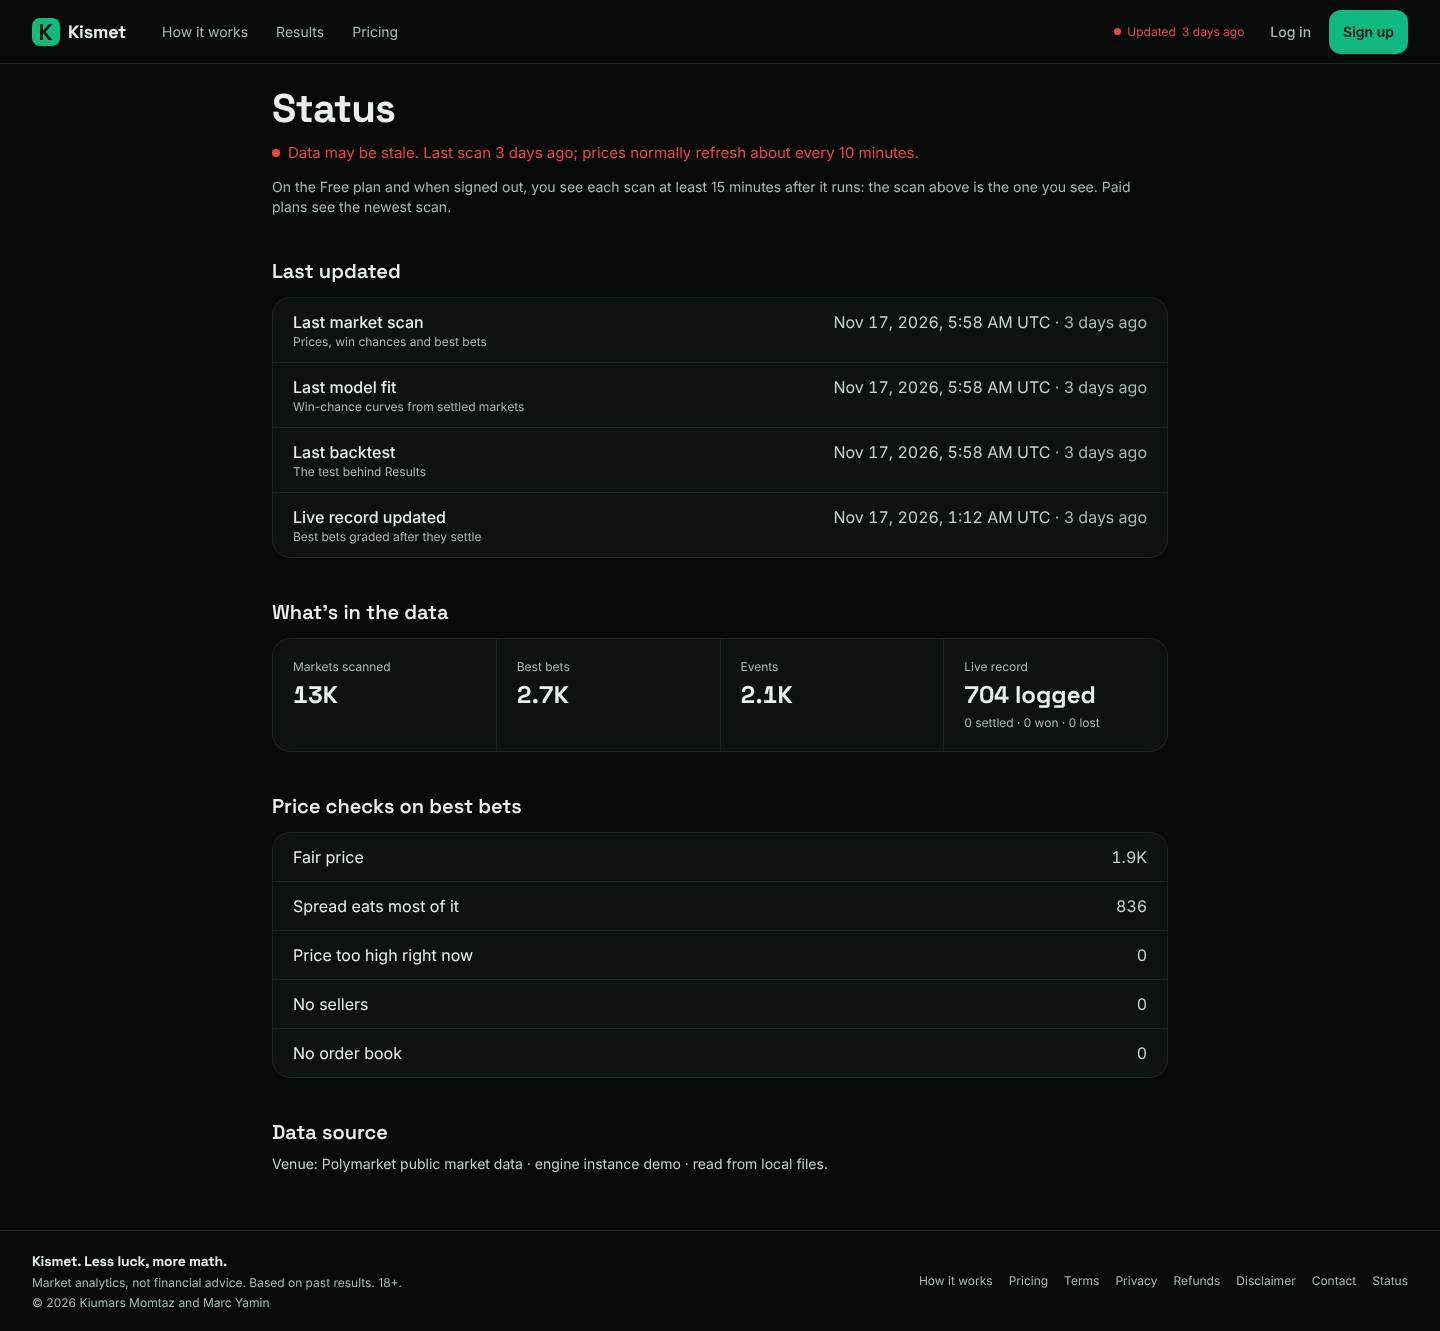 K Kismet How it works Results Pricing Updated 3 days ago Log in Sign up
Status
Data may be stale. Last scan 3 days ago; prices normally refresh about every 10 minutes.
On the Free plan and when signed out, you see each scan at least 15 minutes after it runs: the scan above is the one you see. Paid
plans see the newest scan.
Last updated
Last market scan Nov 17, 2026, 5:58 AM UTC · 3 days ago
Prices, win chances and best bets
Last model fit Nov 17, 2026, 5:58 AM UTC · 3 days ago
Win-chance curves from settled markets
Last backtest Nov 17, 2026, 5:58 AM UTC · 3 days ago
The test behind Results
Live record updated Nov 17, 2026, 1:12 AM UTC · 3 days ago
Best bets graded after they settle
What's in the data
Markets scanned Best bets Events Live record
13K 2.7K 2.1K 704 logged
0 settled · 0 won · 0 lost
Price checks on best bets
Fair price 1.9K
Spread eats most of it 836
Price too high right now 0
No sellers 0
No order book 0
Data source
Venue: Polymarket public market data · engine instance demo · read from local files.
Kismet. Less luck, more math.
Market analytics, not financial advice. Based on past results. 18+.
© 2026 Kiumars Momtaz and Marc Yamin
How it works Pricing Terms Privacy Refunds Disclaimer Contact Status